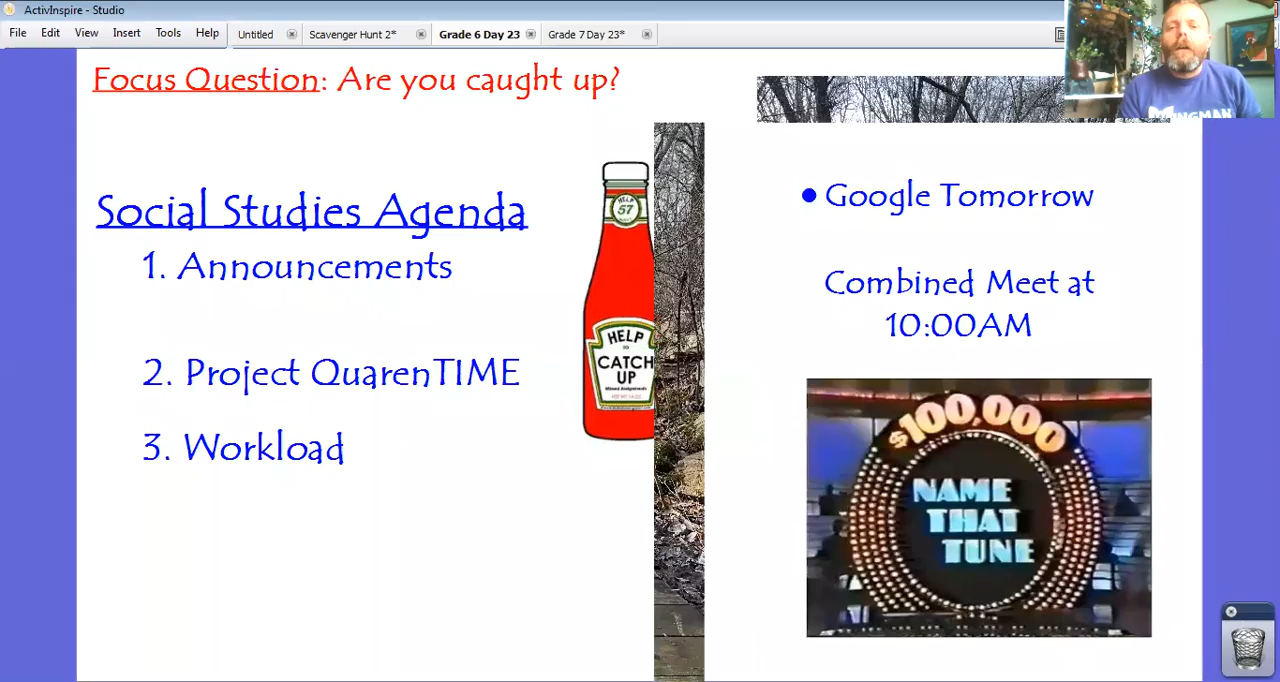 ActivInspire - Studio
File Edit View Insert Tools Help
Untitled
Scavenger Hunt 2*
Grade 6 Day 23
Grade 7 Day 23*
Focus Question: Are you caught up?
Social Studies Agenda
1. Announcements
2. Project QuarenTIME
3. Workload
HELP
57
HELP
CATCH
UP
• Google Tomorrow
Combined Meet at
10:00AM
$100,000
NAME
THAT
TUNE